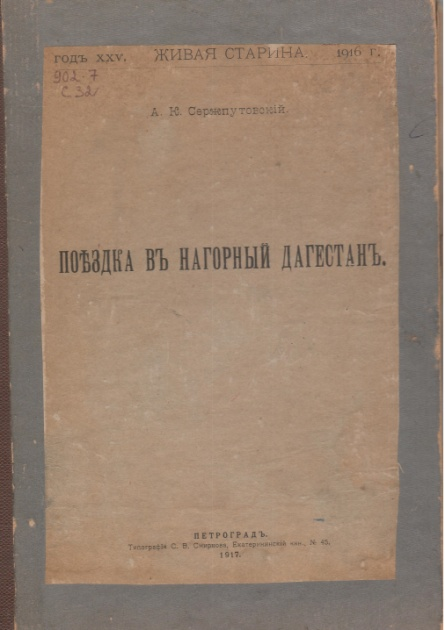 ГОДЪ XXV. ЖИВАЯ СТАРИНА. 1916 Г.
902.7
С 32
А. К. Сержпутовскій.
ПОѢЗДКА ВЪ НАГОРНЫЙ ДАГЕСТАНЪ.
ПЕТРОГРАДЪ.
Типографія С. В. Смирнова, Екатерининскій кан., № 45.
1917.